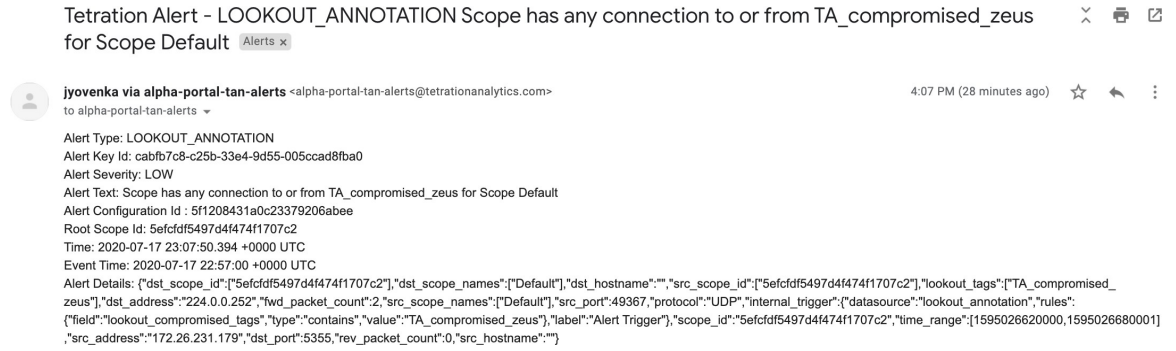 Tetration Alert - LOOKOUT_ANNOTATION Scope has any connection to or from TA_compromised_zeus
for Scope Default Alerts x
jyovenka via alpha-portal-tan-alerts <alpha-portal-tan-alerts@tetrationanalytics.com> 4:07 PM (28 minutes ago)
to alpha-portal-tan-alerts
Alert Type: LOOKOUT_ANNOTATION
Alert Key Id: cabfb7c8-c25b-33e4-9d55-005ccad8fba0
Alert Severity: LOW
Alert Text: Scope has any connection to or from TA_compromised_zeus for Scope Default
Alert Configuration Id : 5f1208431a0c23379206abee
Root Scope Id: 5efcfdf5497d4f474f1707c2
Time: 2020-07-17 23:07:50.394 +0000 UTC
Event Time: 2020-07-17 22:57:00 +0000 UTC
Alert Details: {"dst_scope_id":["5efcfdf5497d4f474f1707c2"],"dst_scope_names":["Default"],"dst_hostname":"","src_scope_id":["5efcfdf5497d4f474f1707c2"],"lookout_tags":["TA_compromised_
zeus"],"dst_address":"224.0.0.252","fwd_packet_count":2,"src_scope_names":["Default"],"src_port":49367,"protocol":"UDP","internal_trigger":{"datasource":"lookout_annotation","rules":
{"field":"lookout_compromised_tags","type":"contains","value":"TA_compromised_zeus"},"label":"Alert Trigger"},"scope_id":"5efcfdf5497d4f474f1707c2","time_range":[1595026620000,1595026680001]
,"src_address":"172.26.231.179","dst_port":5355,"rev_packet_count":0,"src_hostname":""}